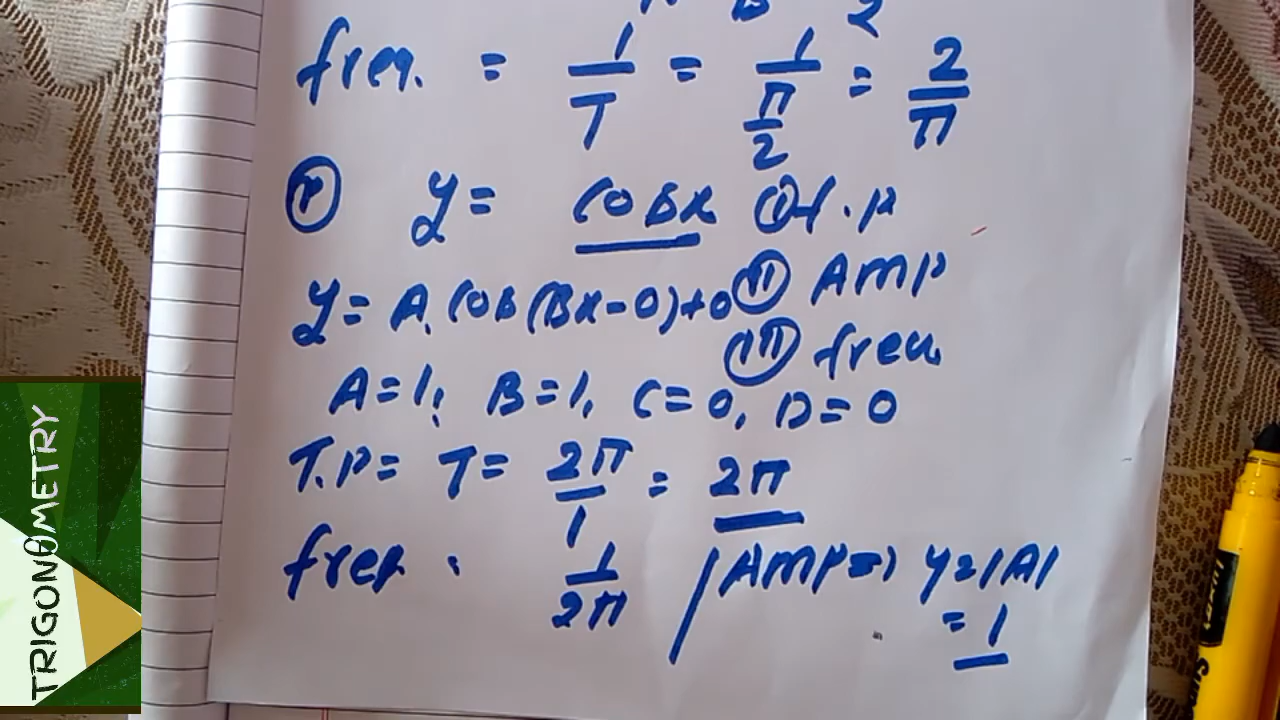 freq. = 1/T = 1/(π/2) = 2/π
y = cosx (i) T.P
y = A. cos(Bx-0)+0 (ii) Amp
(iii) freq.
A=1, B=1, C=0, D=0
T.P = T = 2π/1 = 2π
freq. 1/2π | Amp => y=|A|
= 1
TRIGONOMETRY